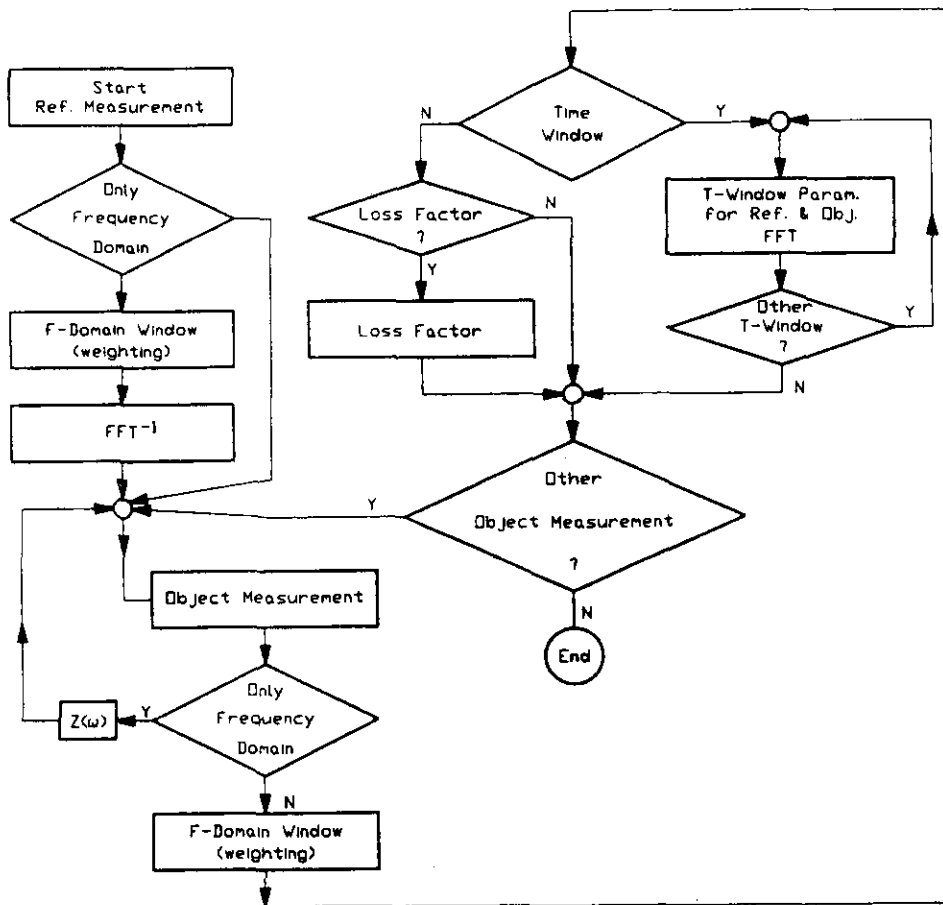 Start
Ref. Measurement
Only
Frequency
Domain
F-Domain Window
(weighting)
FFT⁻¹
Object Measurement
Only
Frequency
Domain
Y
Z(ω)
N
F-Domain Window
(weighting)
Time
Window
N
Y
Loss Factor
?
N
Y
Loss Factor
T-Window Param.
for Ref. & Obj.
FFT
Other
T-Window
?
Y
N
Other
Object Measurement
?
Y
N
End